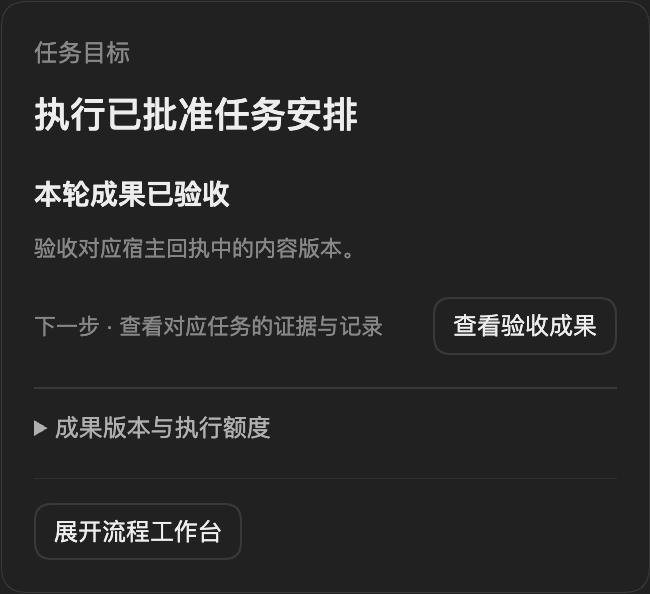 任务目标
执行已批准任务安排
本轮成果已验收
验收对应宿主回执中的内容版本。
下一步 · 查看对应任务的证据与记录
查看验收成果
成果版本与执行额度
展开流程工作台